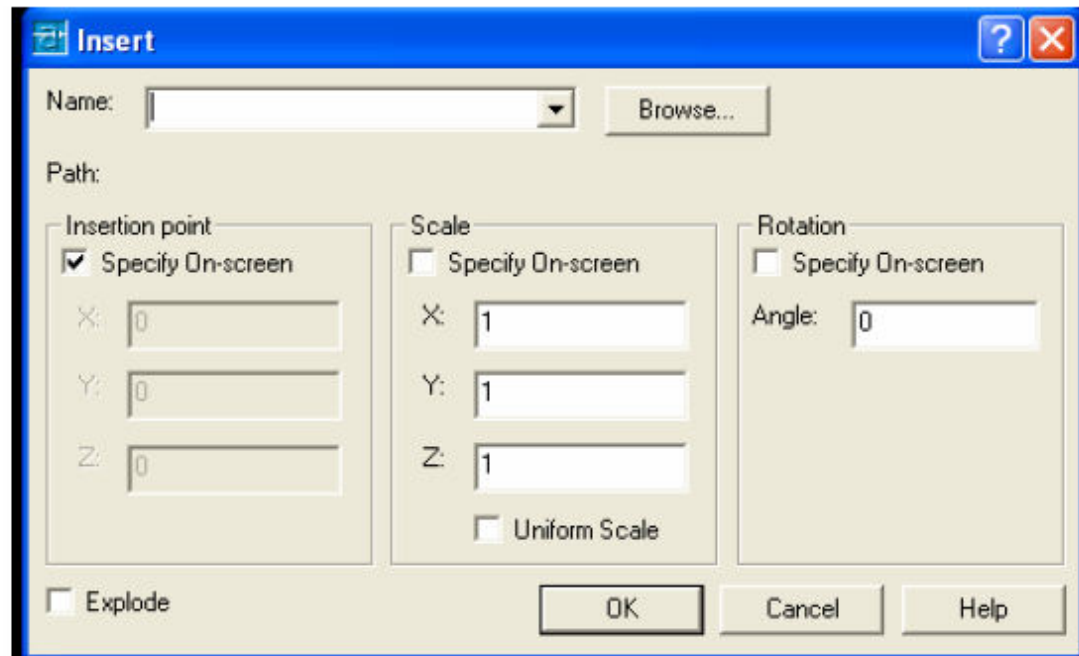 Insert
Name:
Browse...
Path:
Insertion point
Specify On-screen
X: 0
Y: 0
Z: 0
Scale
Specify On-screen
X: 1
Y: 1
Z: 1
Uniform Scale
Rotation
Specify On-screen
Angle: 0
Explode
OK
Cancel
Help